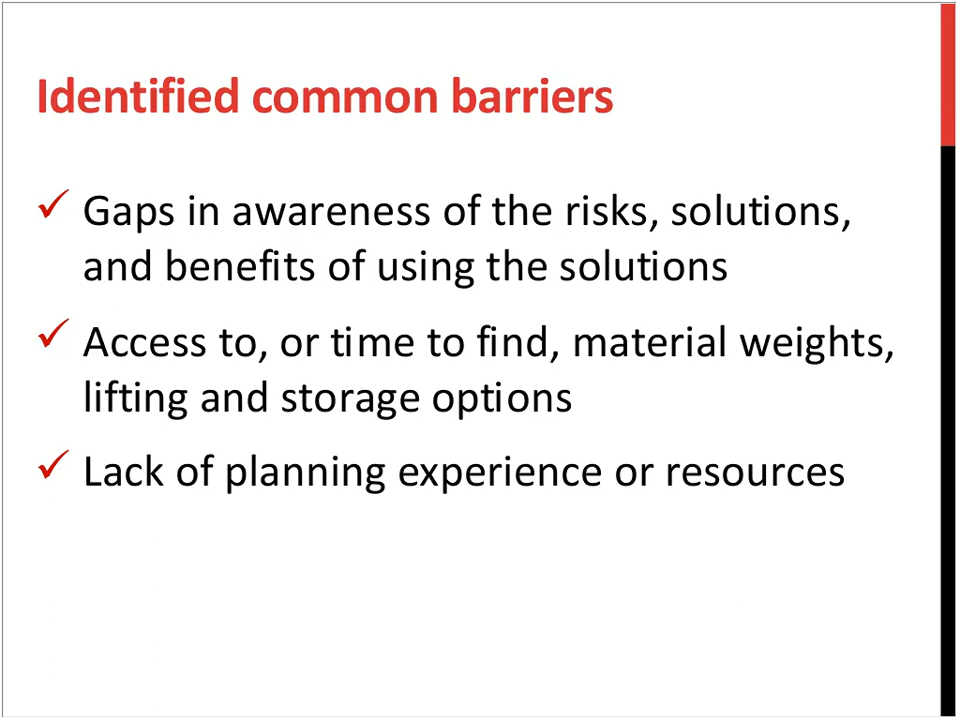 Identified common barriers
Gaps in awareness of the risks, solutions,
and benefits of using the solutions
Access to, or time to find, material weights,
lifting and storage options
Lack of planning experience or resources